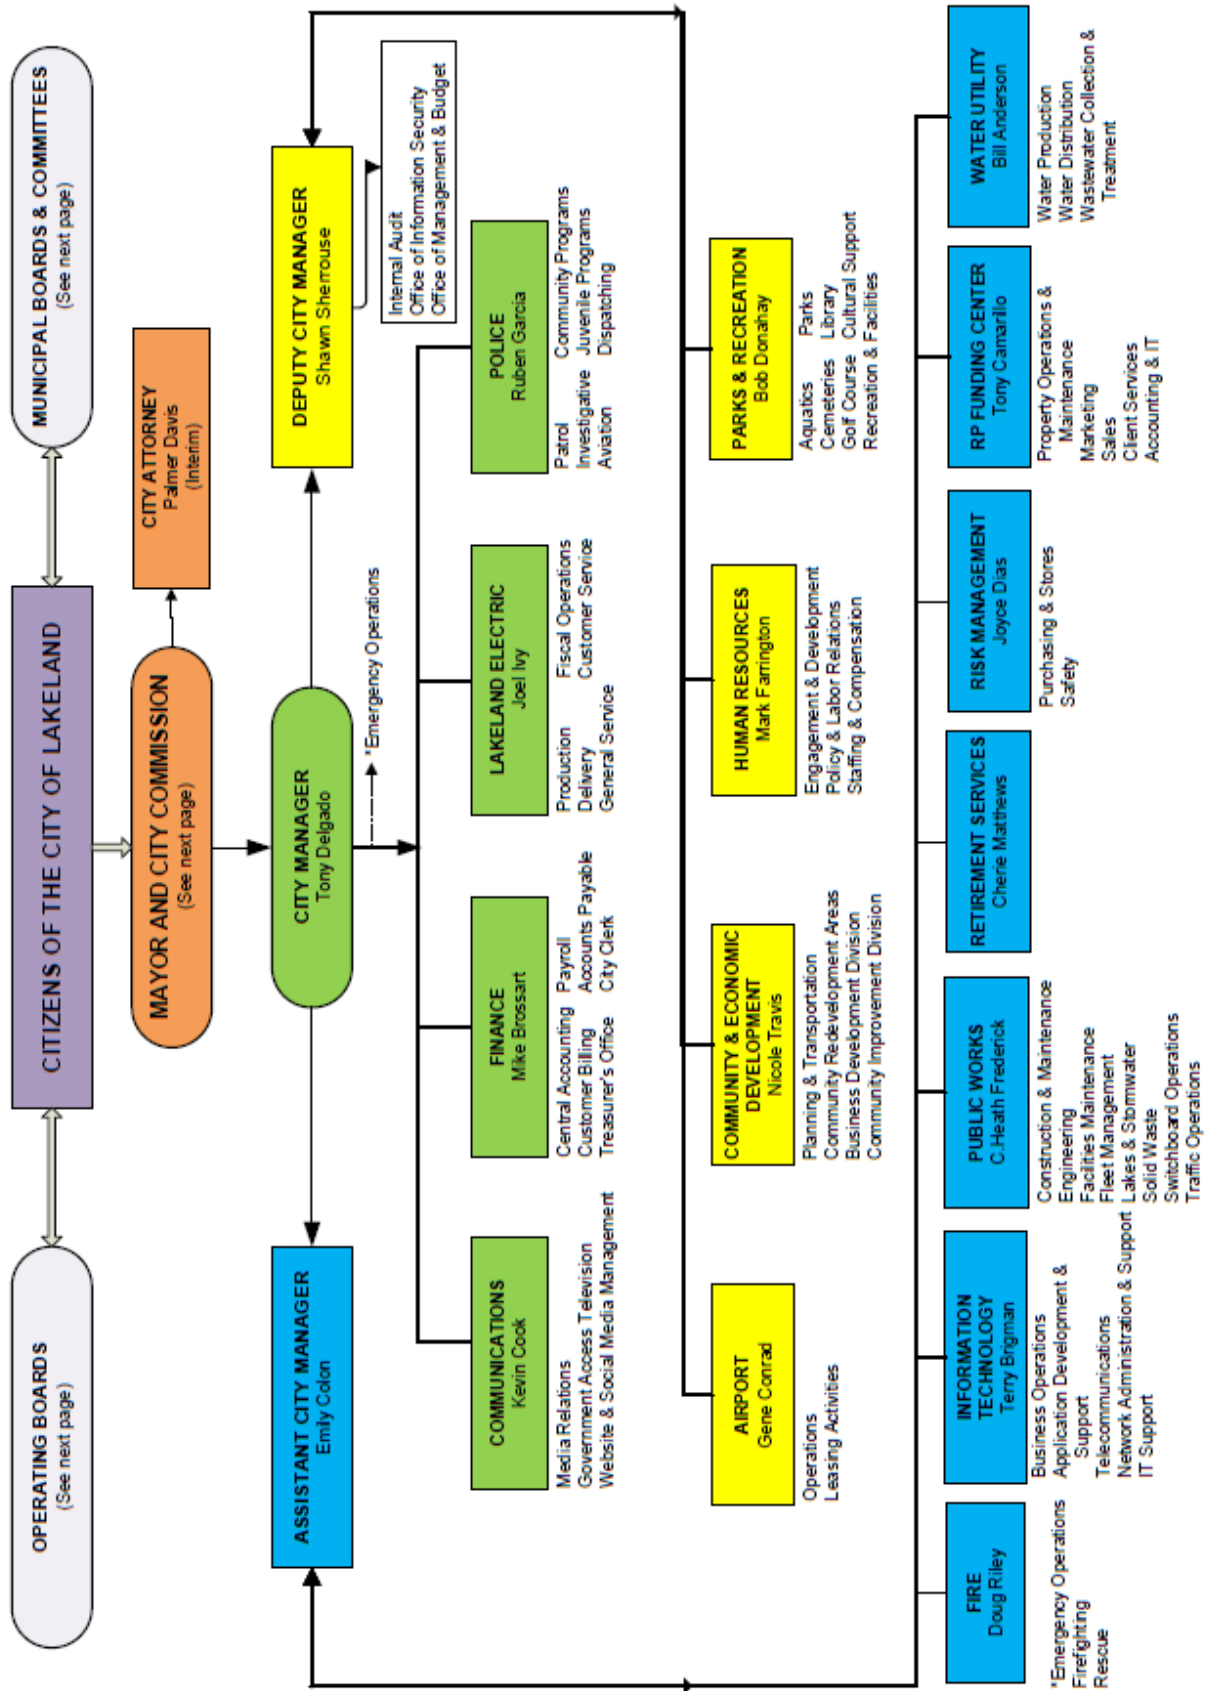 OPERATING BOARDS
(See next page)
CITIZENS OF THE CITY OF LAKELAND
MUNICIPAL BOARDS & COMMITTEES
(See next page)
MAYOR AND CITY COMMISSION
(See next page)
CITY ATTORNEY
Palmer Davis
(Interim)
ASSISTANT CITY MANAGER
Emily Colon
CITY MANAGER
Tony Delgado
DEPUTY CITY MANAGER
Shawn Sherrouse
*Emergency Operations
Internal Audit
Office of Information Security
Office of Management & Budget
COMMUNICATIONS
Kevin Cook
Media Relations
Government Access Television
Website & Social Media Management
FINANCE
Mike Brossart
Central Accounting Payroll
Customer Billing Accounts Payable
Treasurer's Office City Clerk
LAKELAND ELECTRIC
Joel Ivy
Production Fiscal Operations
Delivery Customer Service
General Service
POLICE
Ruben Garcia
Patrol Community Programs
Investigative Juvenile Programs
Aviation Dispatching
AIRPORT
Gene Conrad
Operations
Leasing Activities
COMMUNITY & ECONOMIC
DEVELOPMENT
Nicole Travis
Planning & Transportation
Community Redevelopment Areas
Business Development Division
Community Improvement Division
HUMAN RESOURCES
Mark Farrington
Engagement & Development
Policy & Labor Relations
Staffing & Compensation
PARKS & RECREATION
Bob Donahay
Aquatics Parks
Cemeteries Library
Golf Course Cultural Support
Recreation & Facilities
FIRE
Doug Riley
*Emergency Operations
Firefighting
Rescue
INFORMATION
TECHNOLOGY
Terry Brigman
Business Operations
Application Development &
Support
Telecommunications
Network Administration & Support
IT Support
PUBLIC WORKS
C.Heath Frederick
Construction & Maintenance
Engineering
Facilities Maintenance
Fleet Management
Lakes & Stormwater
Solid Waste
Switchboard Operations
Traffic Operations
RETIREMENT SERVICES
Cherie Matthews
RISK MANAGEMENT
Joyce Dias
Purchasing & Stores
Safety
RP FUNDING CENTER
Tony Camarillo
Property Operations &
Maintenance
Marketing
Sales
Client Services
Accounting & IT
WATER UTILITY
Bill Anderson
Water Production
Water Distribution
Wastewater Collection &
Treatment